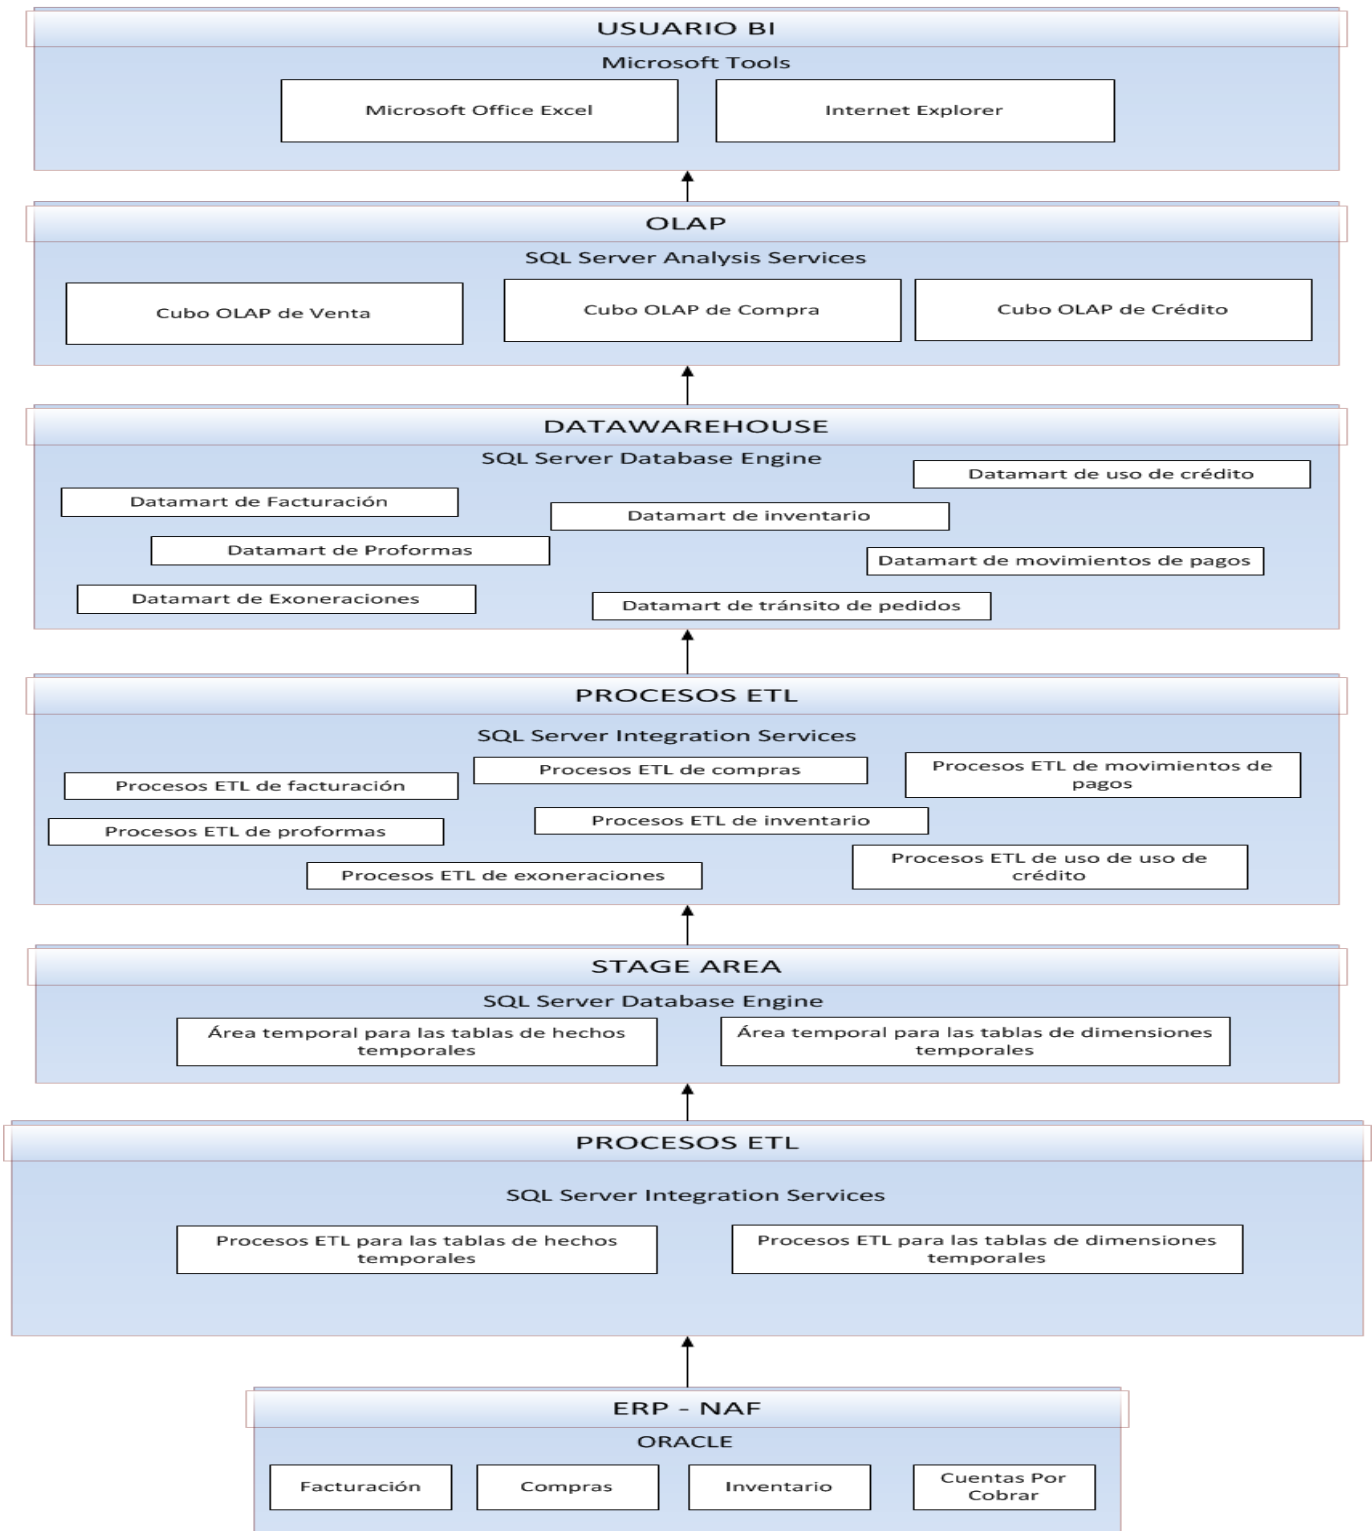 USUARIO BI
Microsoft Tools
Microsoft Office Excel
Internet Explorer
OLAP
SQL Server Analysis Services
Cubo OLAP de Venta
Cubo OLAP de Compra
Cubo OLAP de Crédito
DATAWAREHOUSE
SQL Server Database Engine
Datamart de uso de crédito
Datamart de Facturación
Datamart de inventario
Datamart de Proformas
Datamart de movimientos de pagos
Datamart de Exoneraciones
Datamart de tránsito de pedidos
PROCESOS ETL
SQL Server Integration Services
Procesos ETL de facturación
Procesos ETL de compras
Procesos ETL de movimientos de
pagos
Procesos ETL de proformas
Procesos ETL de inventario
Procesos ETL de exoneraciones
Procesos ETL de uso de uso de
crédito
STAGE AREA
SQL Server Database Engine
Área temporal para las tablas de hechos
temporales
Área temporal para las tablas de dimensiones
temporales
PROCESOS ETL
SQL Server Integration Services
Procesos ETL para las tablas de hechos
temporales
Procesos ETL para las tablas de dimensiones
temporales
ERP - NAF
ORACLE
Facturación
Compras
Inventario
Cuentas Por
Cobrar